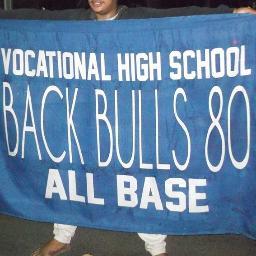 VOCATIONAL HIGH SCHOOL
BACK BULLS 80
ALL BASE